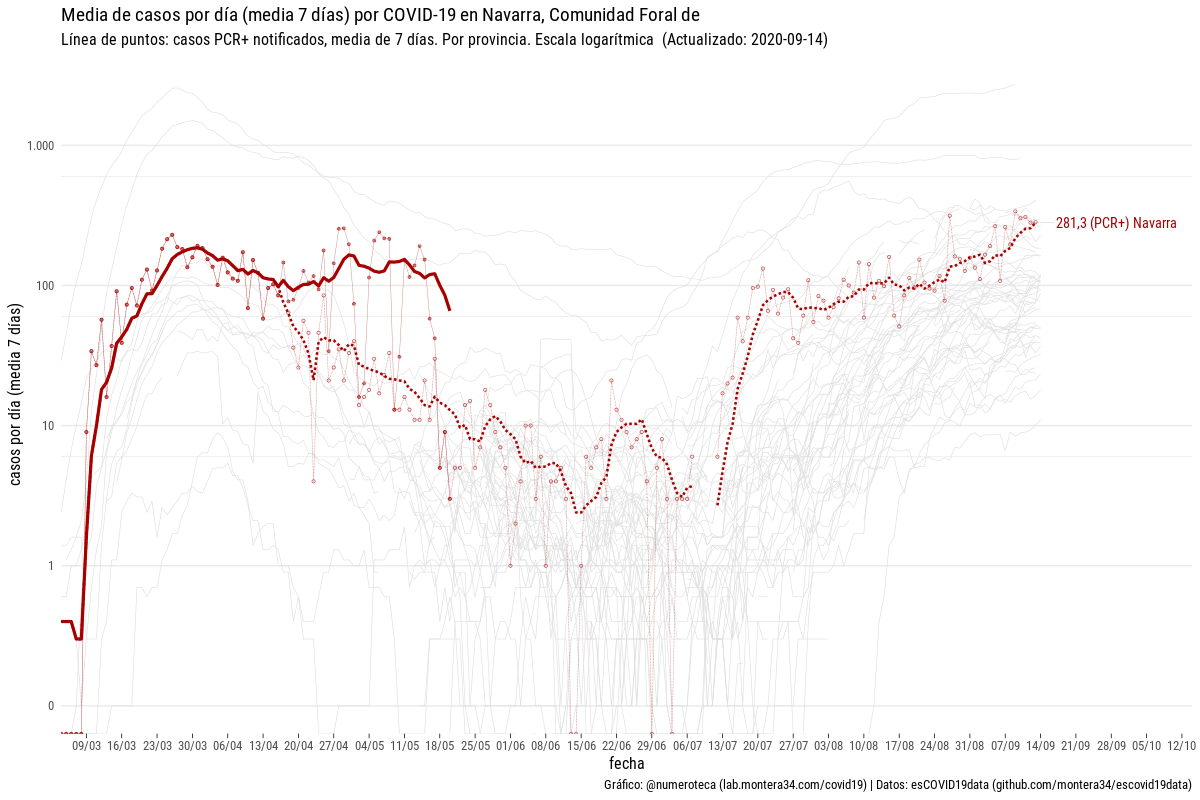 Media de casos por día (media 7 días) por COVID-19 en Navarra, Comunidad Foral de
Línea de puntos: casos PCR+ notificados, media de 7 días. Por provincia. Escala logarítmica (Actualizado: 2020-09-14)
casos por día (media 7 días)
1.000
100
10
1
0
281,3 (PCR+) Navarra
09/03 16/03 23/03 30/03 06/04 13/04 20/04 27/04 04/05 11/05 18/05 25/05 01/06 08/06 15/06 22/06 29/06 06/07 13/07 20/07 27/07 03/08 10/08 17/08 24/08 31/08 07/09 14/09 21/09 28/09 05/10 12/10
fecha
Gráfico: @numeroteca (lab.montera34.com/covid19) | Datos: esCOVID19data (github.com/montera34/escovid19data)